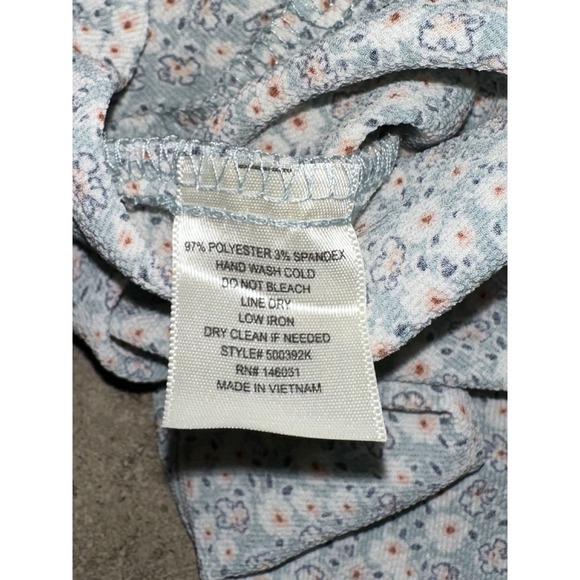 97% POLYESTER 3% SPANDEX
HAND WASH COLD
DO NOT BLEACH
LINE DRY
LOW IRON
DRY CLEAN IF NEEDED
STYLE# 500392K
RN# 146031
MADE IN VIETNAM